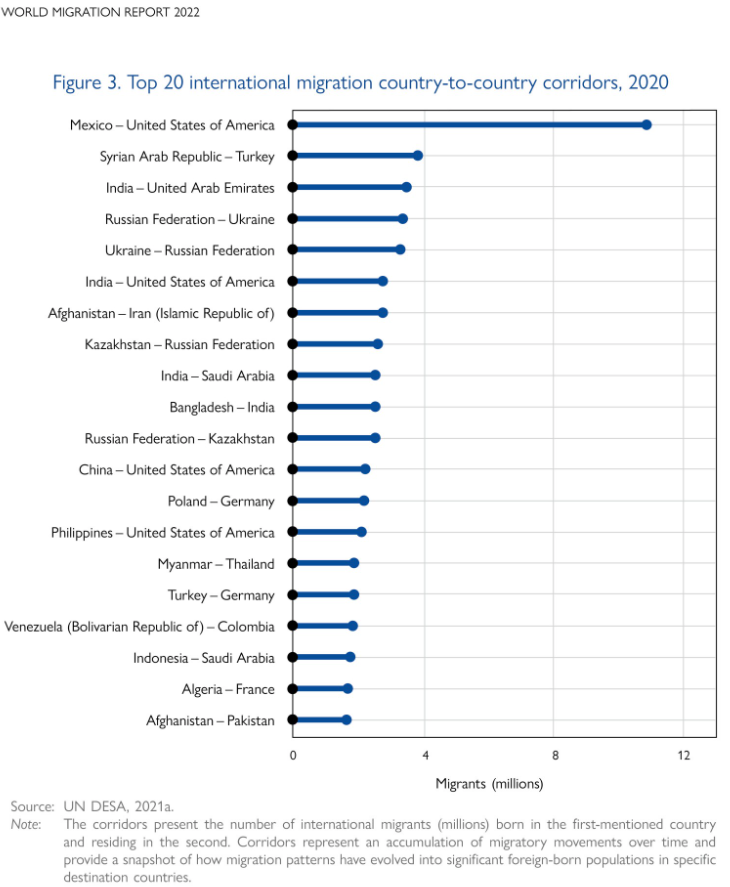 WORLD MIGRATION REPORT 2022
Figure 3. Top 20 international migration country-to-country corridors, 2020
Mexico – United States of America
Syrian Arab Republic – Turkey
India – United Arab Emirates
Russian Federation – Ukraine
Ukraine – Russian Federation
India – United States of America
Afghanistan – Iran (Islamic Republic of)
Kazakhstan – Russian Federation
India – Saudi Arabia
Bangladesh – India
Russian Federation – Kazakhstan
China – United States of America
Poland – Germany
Philippines – United States of America
Myanmar – Thailand
Turkey – Germany
Venezuela (Bolivarian Republic of) – Colombia
Indonesia – Saudi Arabia
Algeria – France
Afghanistan – Pakistan
0 4 8 12
Migrants (millions)
Source: UN DESA, 2021a.
Note: The corridors present the number of international migrants (millions) born in the first-mentioned country
and residing in the second. Corridors represent an accumulation of migratory movements over time and
provide a snapshot of how migration patterns have evolved into significant foreign-born populations in specific
destination countries.